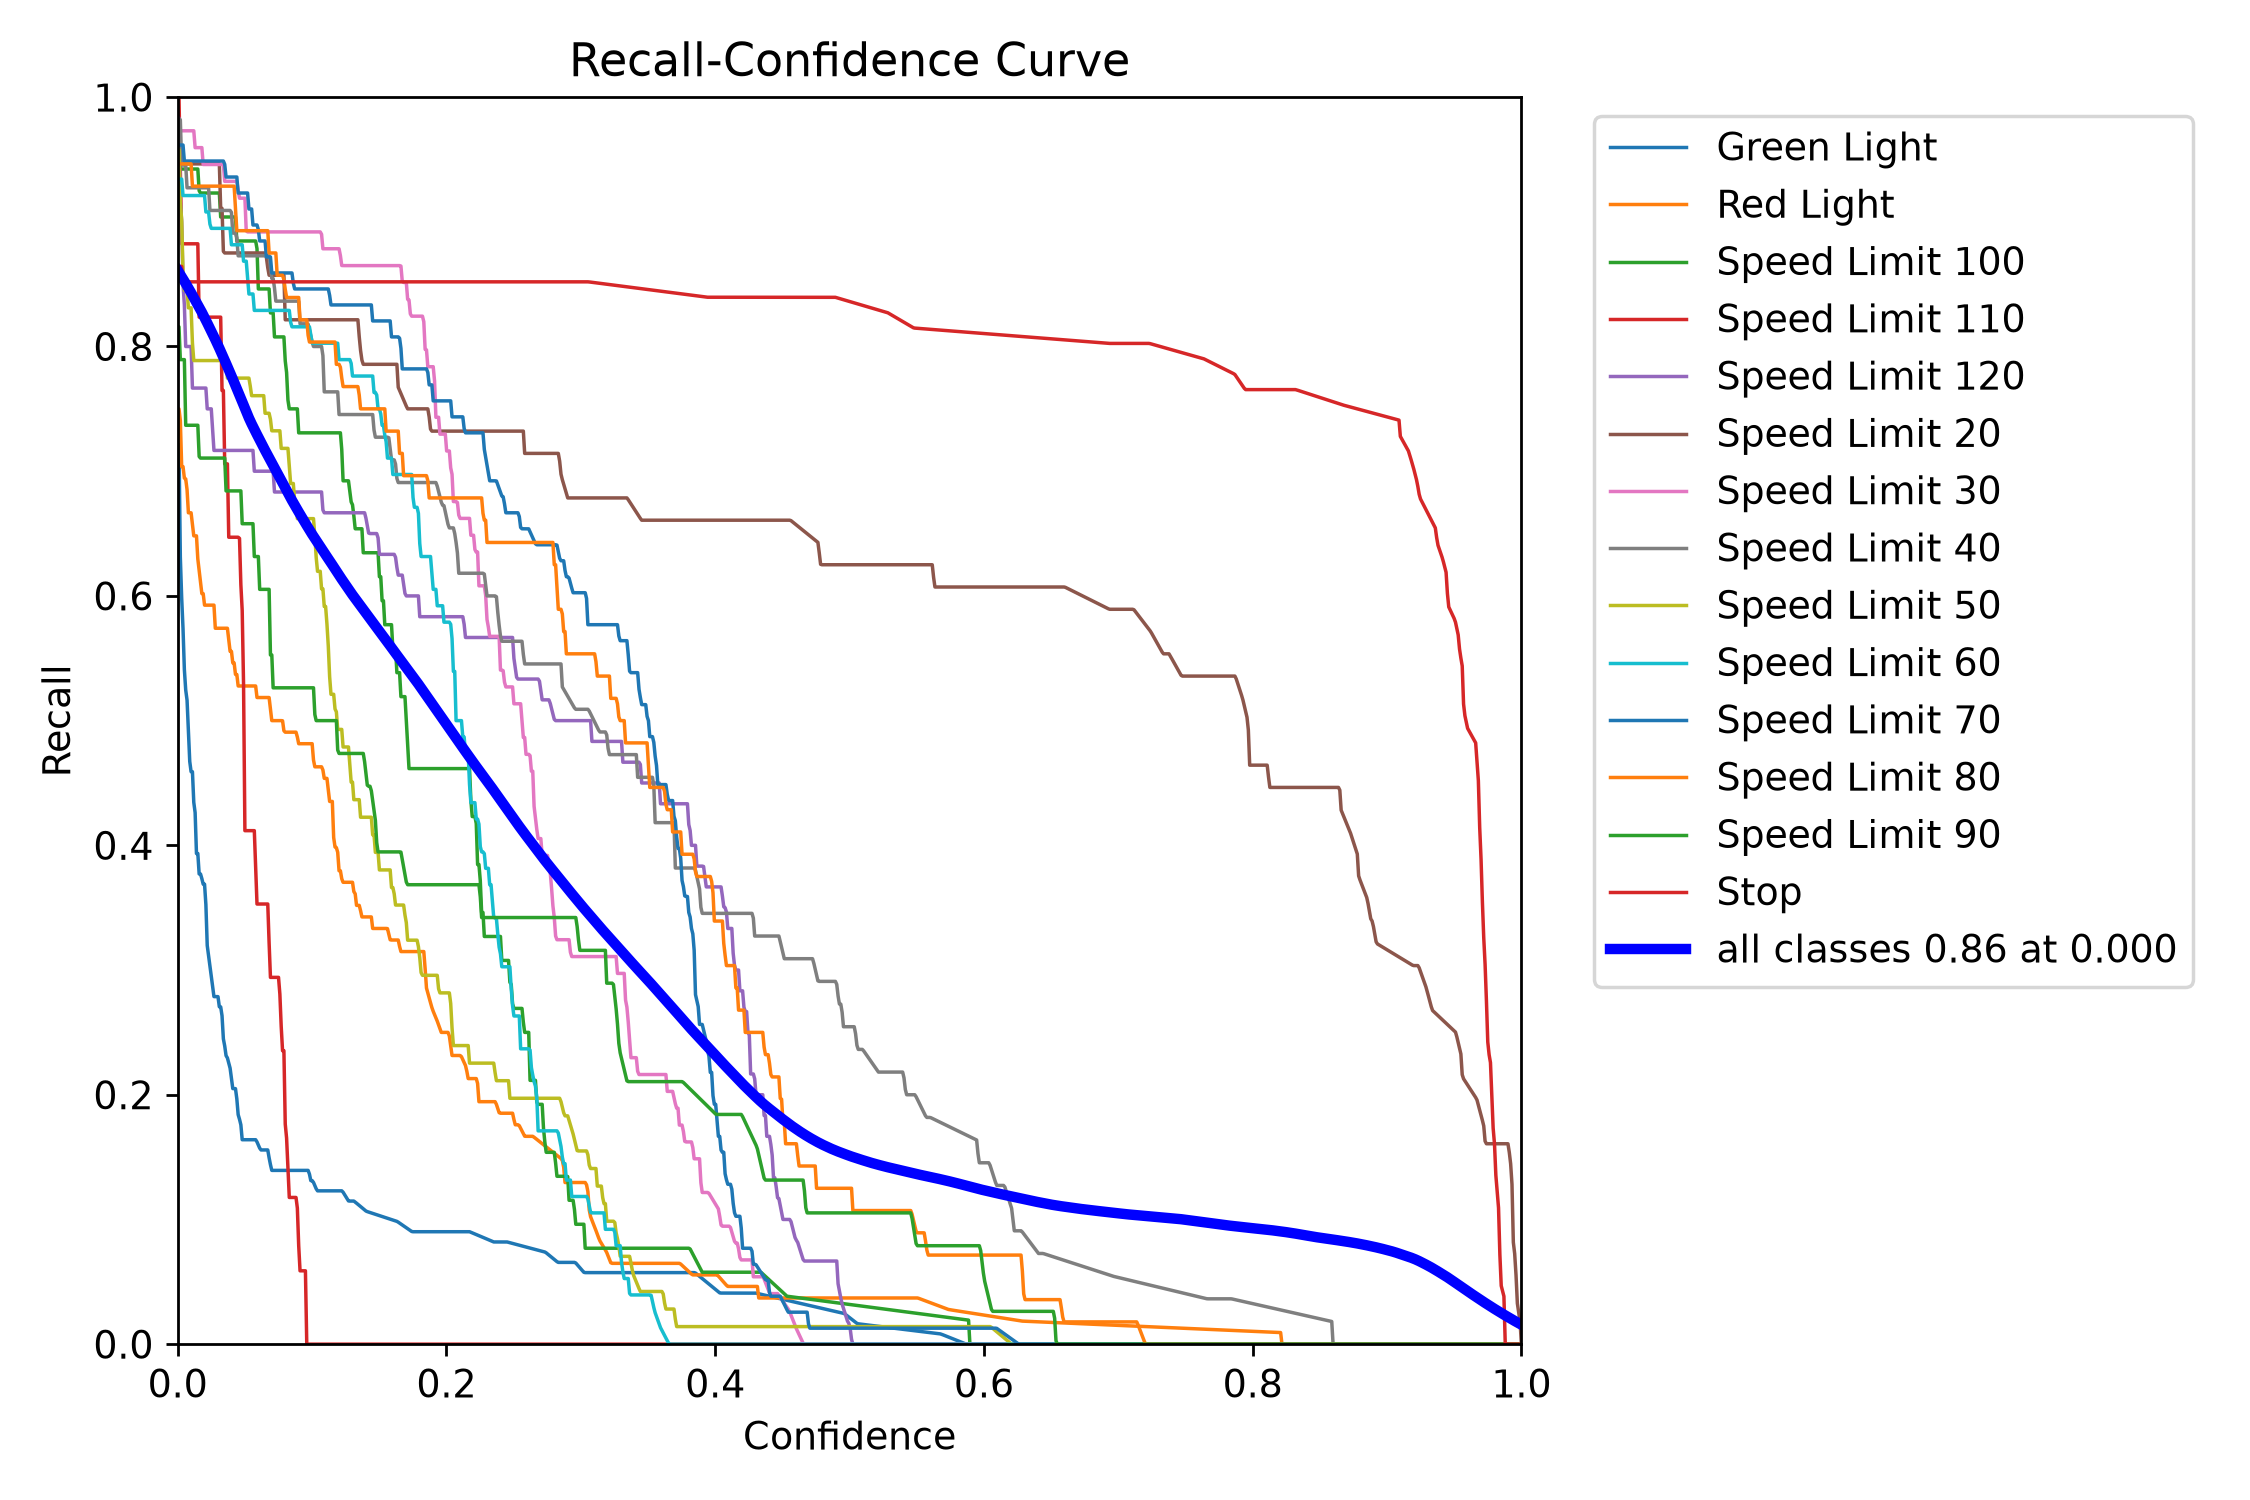 Recall-Confidence Curve
1.0
0.8
0.6
0.4
0.2
0.0
Recall
0.0 0.2 0.4 0.6 0.8 1.0
Confidence
Green Light
Red Light
Speed Limit 100
Speed Limit 110
Speed Limit 120
Speed Limit 20
Speed Limit 30
Speed Limit 40
Speed Limit 50
Speed Limit 60
Speed Limit 70
Speed Limit 80
Speed Limit 90
Stop
all classes 0.86 at 0.000